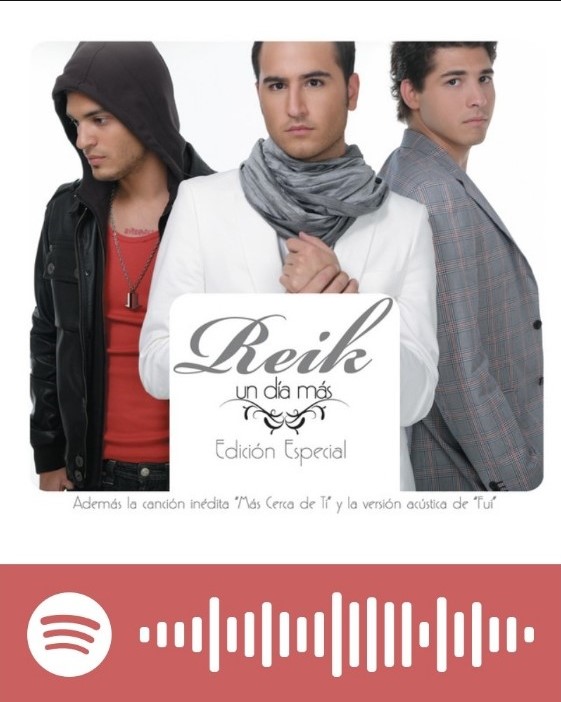 Reik
un día más
Edición Especial
Además la canción inédita "Más Cerca de Ti" y la versión acústica de "Fui"